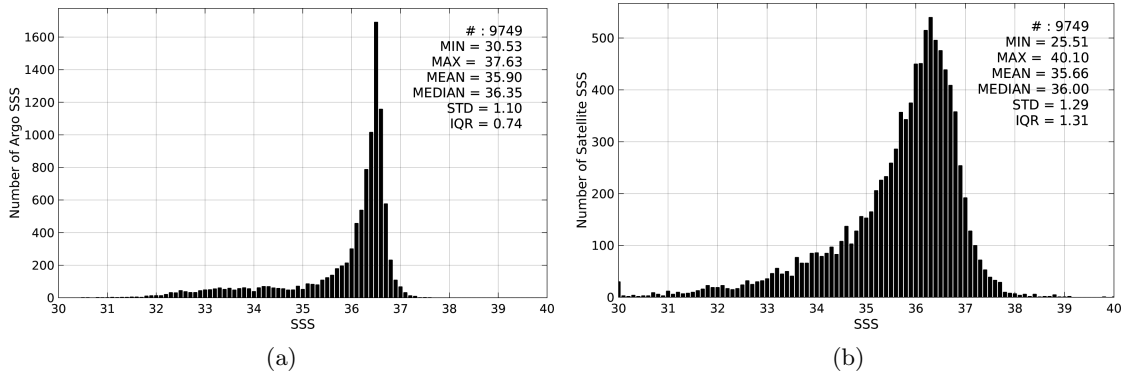 Number of Argo SSS
1600
1400
1200
1000
800
600
400
200
0
# : 9749
MIN = 30.53
MAX = 37.63
MEAN = 35.90
MEDIAN = 36.35
STD = 1.10
IQR = 0.74
30 31 32 33 34 35 36 37 38 39 40
SSS
(a)
Number of Satellite SSS
500
400
300
200
100
0
# : 9749
MIN = 25.51
MAX = 40.10
MEAN = 35.66
MEDIAN = 36.00
STD = 1.29
IQR = 1.31
30 31 32 33 34 35 36 37 38 39 40
SSS
(b)